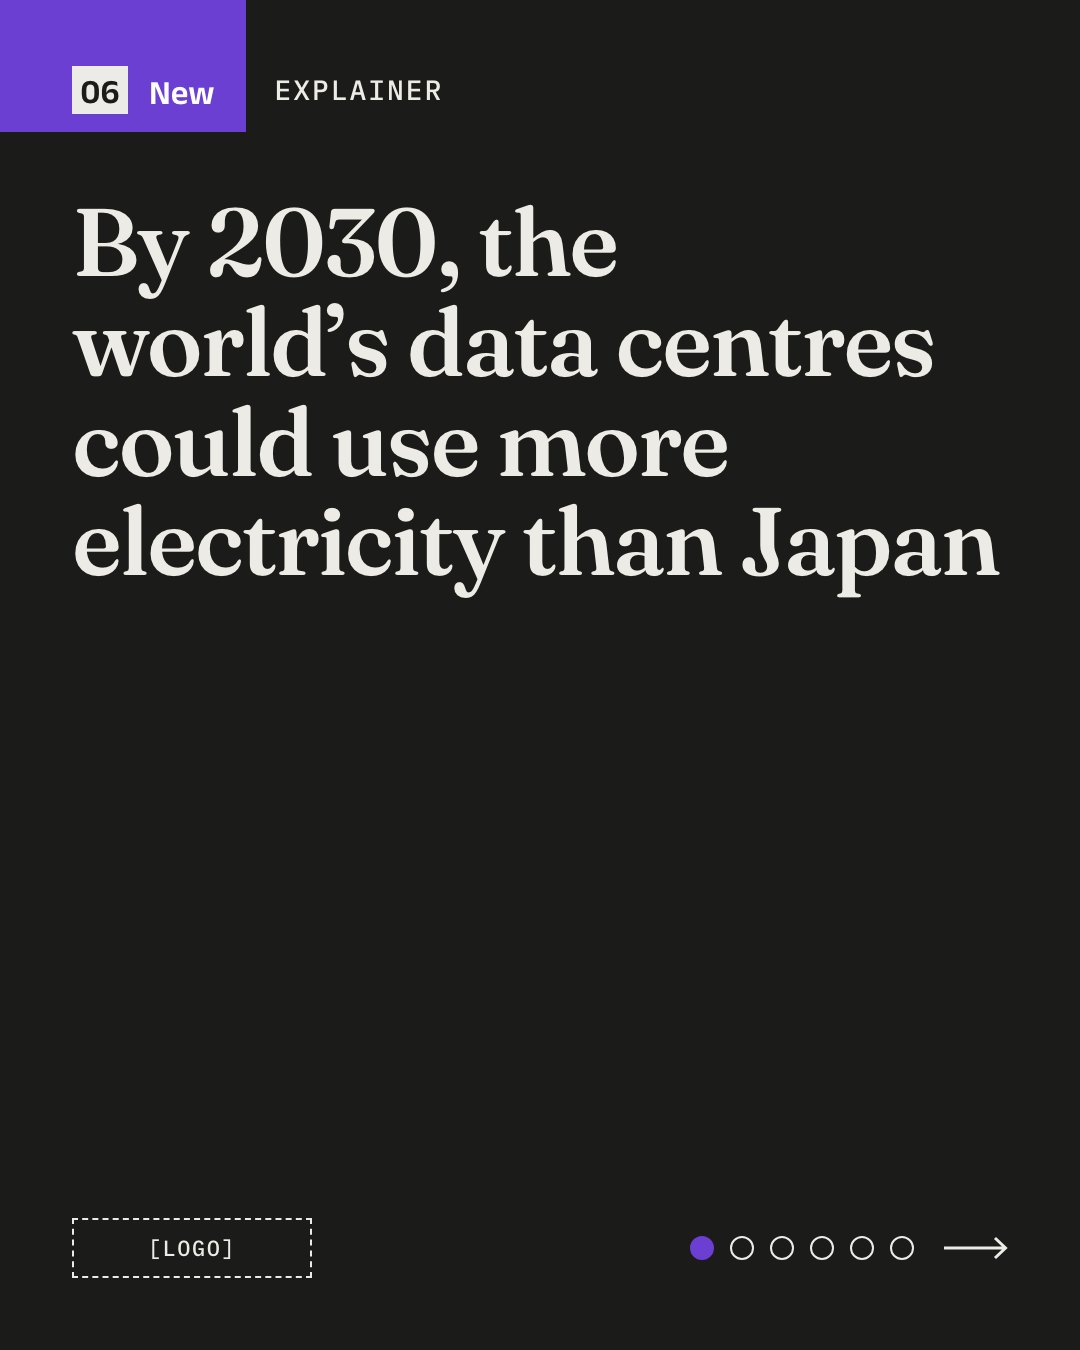 06 New EXPLAINER
By 2030, the
world’s data centres
could use more
electricity than Japan
[LOGO]